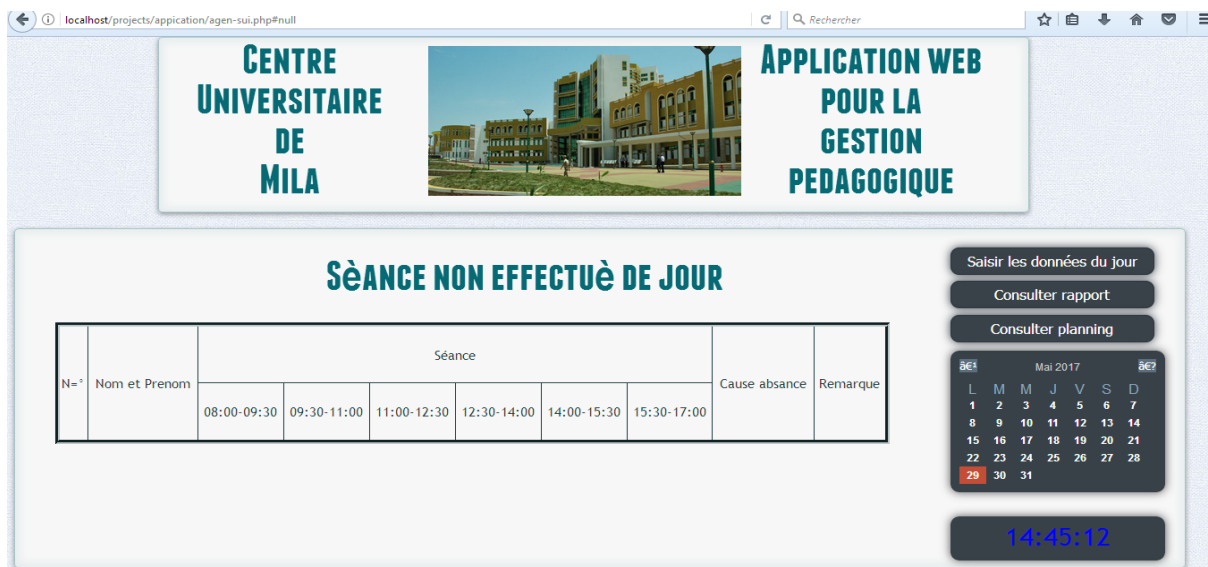 localhost/projects/appication/agen-sui.php#null
Rechercher
CENTRE
UNIVERSITAIRE
DE
MILA
APPLICATION WEB
POUR LA
GESTION
PEDAGOGIQUE
SèANCE NON EFFECTUè DE JOUR
N=°
Nom et Prenom
Séance
08:00-09:30 09:30-11:00 11:00-12:30 12:30-14:00 14:00-15:30 15:30-17:00
Cause absance
Remarque
Saisir les données du jour
Consulter rapport
Consulter planning
â€¹ Mai 2017 â€?
L M M J V S D
1 2 3 4 5 6 7
8 9 10 11 12 13 14
15 16 17 18 19 20 21
22 23 24 25 26 27 28
29 30 31
14:45:12